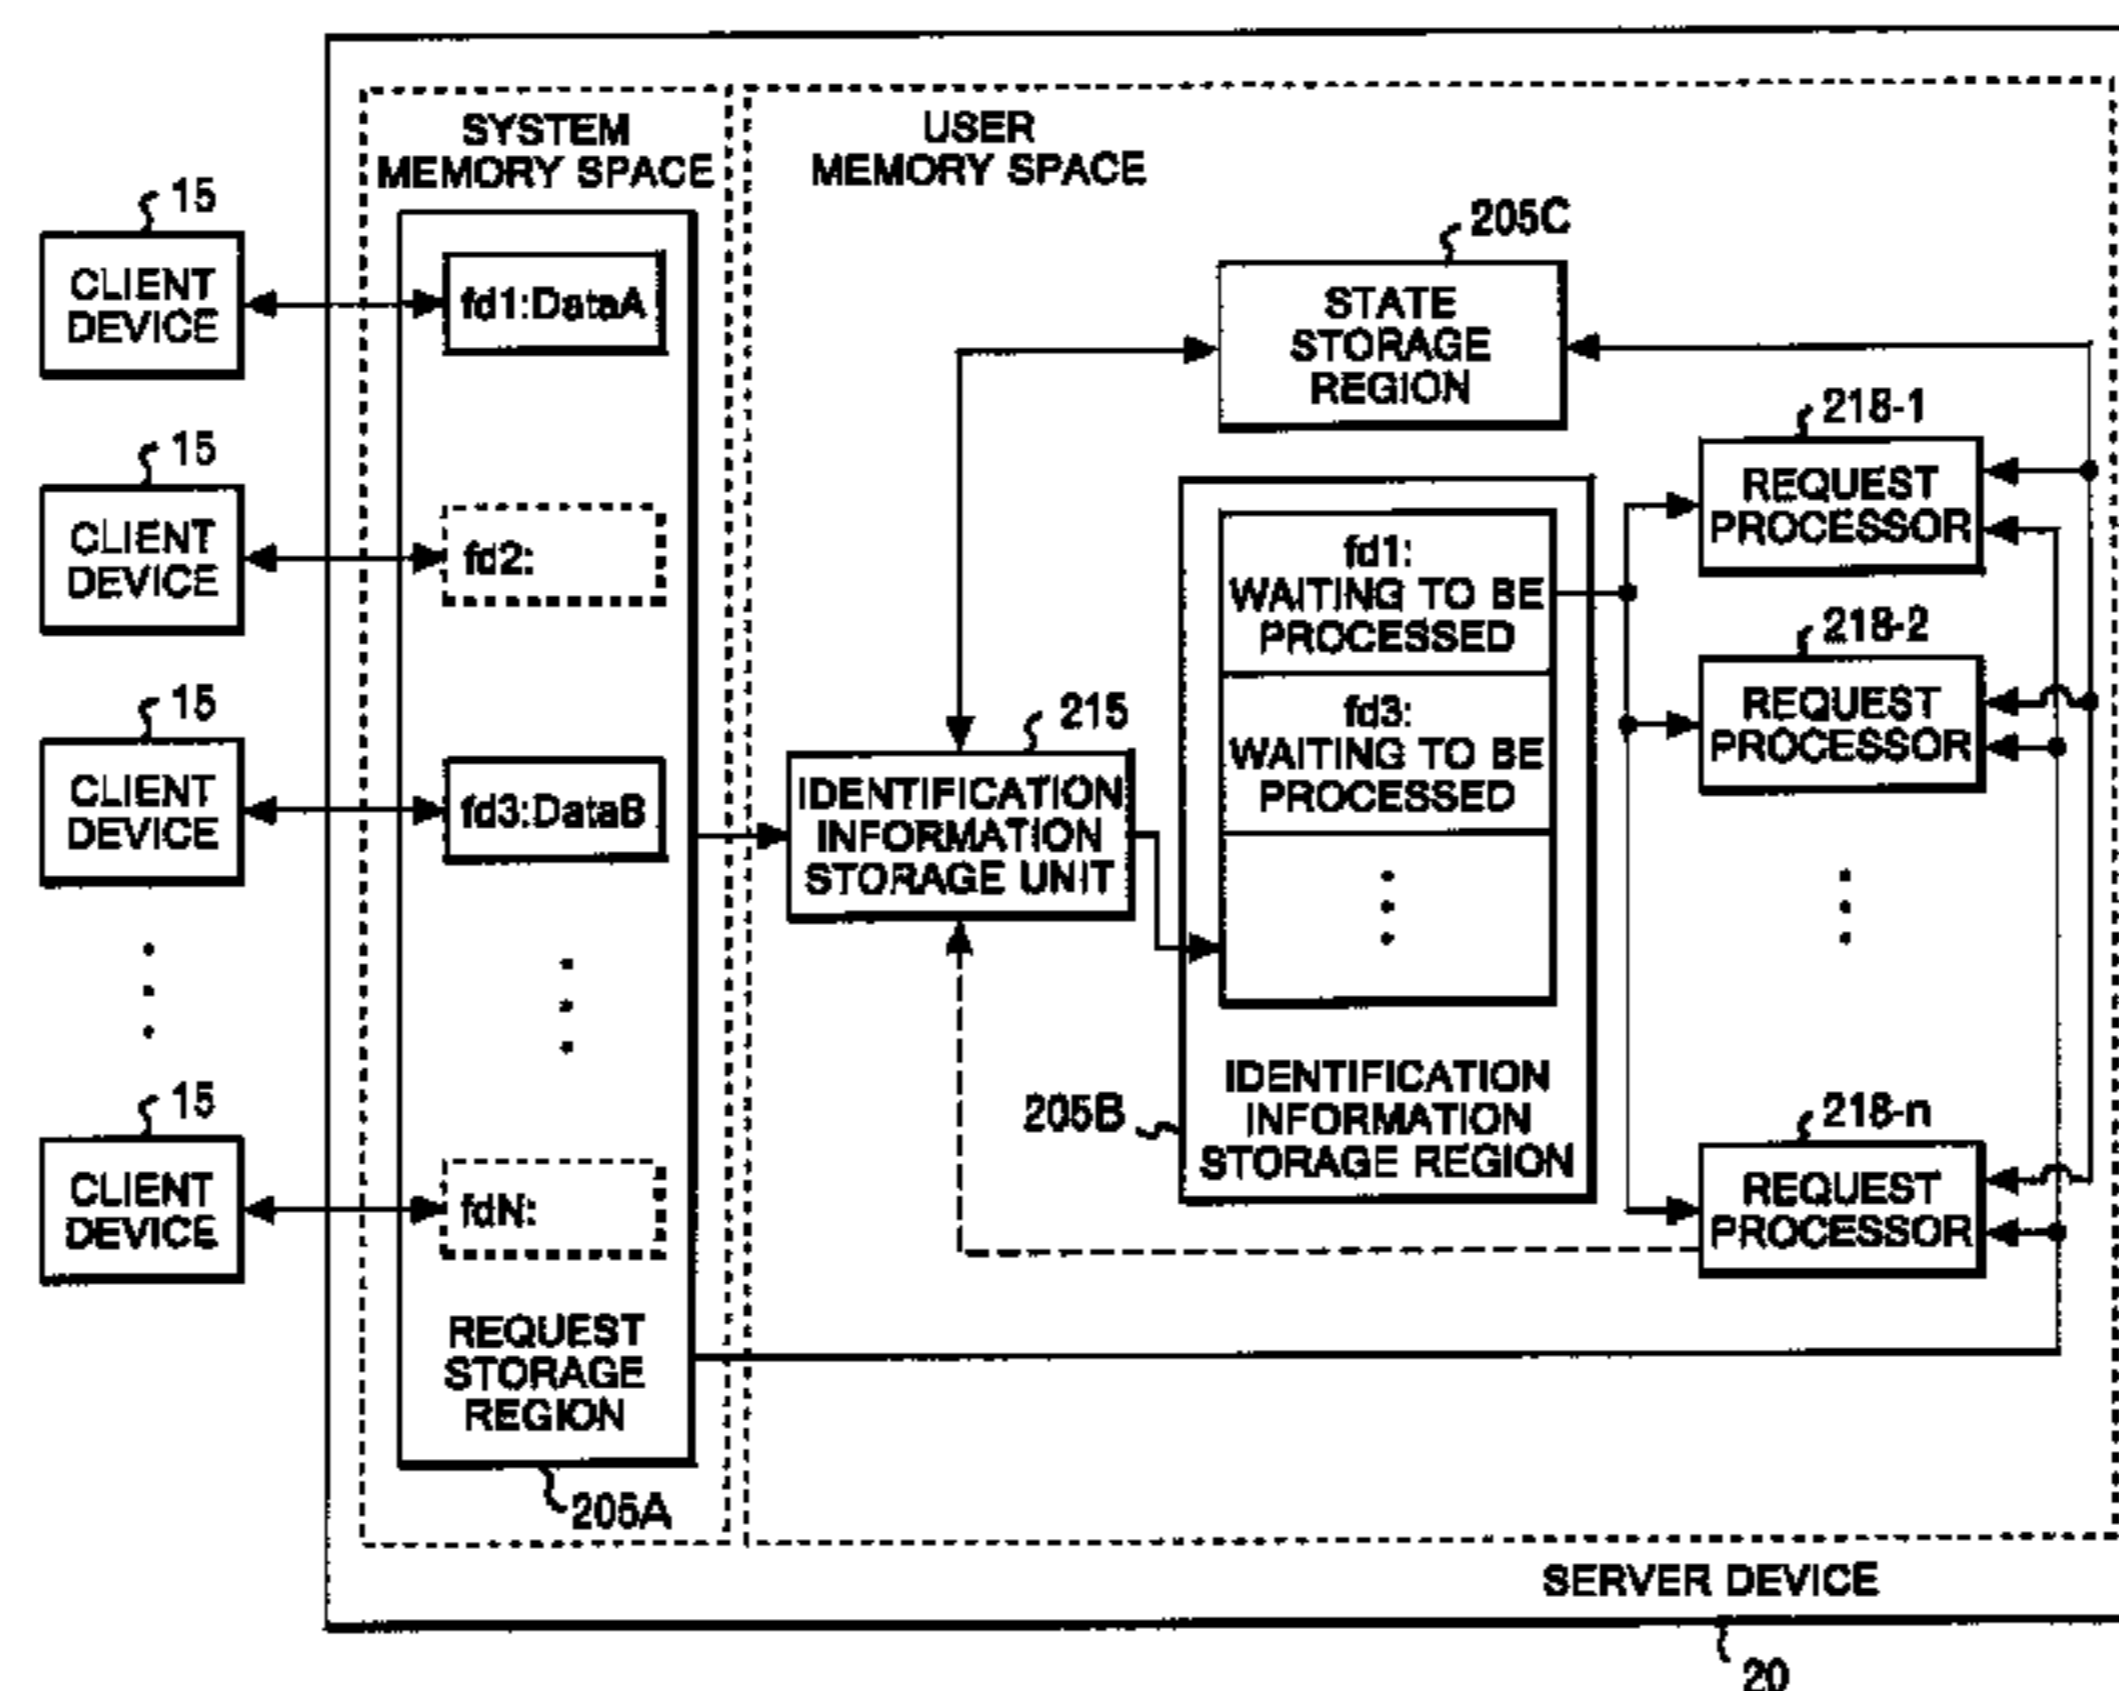 SYSTEM
MEMORY SPACE
USER
MEMORY SPACE
15
CLIENT
DEVICE
fd1:DataA
15
CLIENT
DEVICE
fd2:
15
CLIENT
DEVICE
fd3:DataB
15
CLIENT
DEVICE
fdN:
REQUEST
STORAGE
REGION
205A
205C
STATE
STORAGE
REGION
215
IDENTIFICATION
INFORMATION
STORAGE UNIT
fd1:
WAITING TO BE
PROCESSED
fd3:
WAITING TO BE
PROCESSED
205B
IDENTIFICATION
INFORMATION
STORAGE REGION
218-1
REQUEST
PROCESSOR
218-2
REQUEST
PROCESSOR
218-n
REQUEST
PROCESSOR
SERVER DEVICE
20